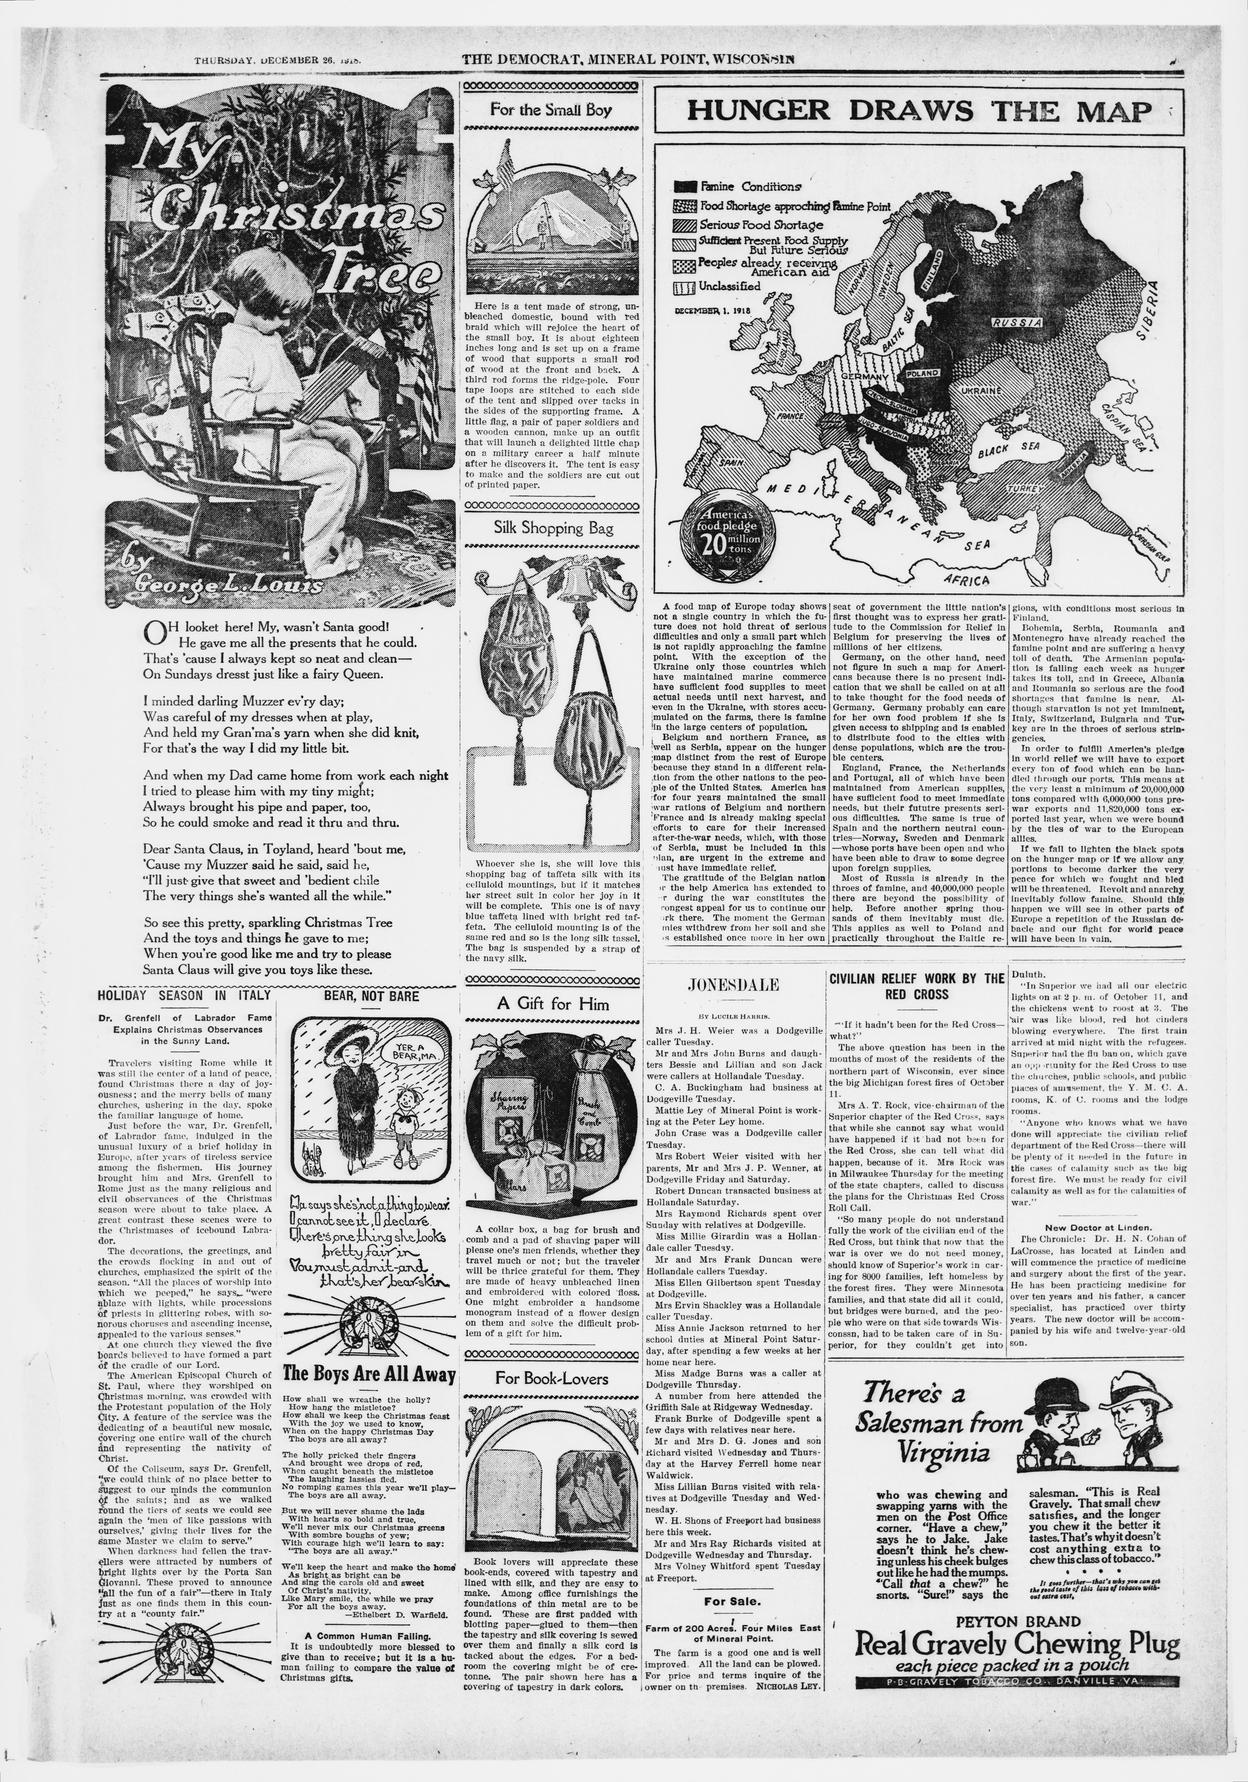 THURSDAY, DECEMBER 26, 1918.
THE DEMOCRAT, MINERAL POINT, WISCONSIN
My
Christmas
Tree
by
George L. Louis
OH looket here! My, wasn't Santa good!
He gave me all the presents that he could.
That's 'cause I always kept so neat and clean—
On Sundays dresst just like a fairy Queen.
I minded darling Muzzer ev'ry day;
Was careful of my dresses when at play,
And held my Gran'ma's yarn when she did knit,
For that's the way I did my little bit.
And when my Dad came home from work each night
I tried to please him with my tiny might;
Always brought his pipe and paper, too,
So he could smoke and read it thru and thru.
Dear Santa Claus, in Toyland, heard 'bout me,
'Cause my Muzzer said he said, said he,
"I'll just give that sweet and 'bedient chile
The very things she's wanted all the while."
So see this pretty, sparkling Christmas Tree
And the toys and things he gave to me;
When you're good like me and try to please
Santa Claus will give you toys like these.
HOLIDAY SEASON IN ITALY
Dr. Grenfell of Labrador Fame
Explains Christmas Observances
in the Sunny Land.
Travelers visiting Rome while it
was still the center of a land of peace,
found Christmas there a day of joy-
ousness; and the merry bells of many
churches, ushering in the day, spoke
the familiar language of home.
Just before the war, Dr. Grenfell,
of Labrador fame, indulged in the
unusual luxury of a brief holiday in
Europe, after years of tireless service
among the fishermen. His journey
brought him and Mrs. Grenfell to
Rome just as the many religious and
civil observances of the Christmas
season were about to take place. A
great contrast these scenes were to
the Christmases of icebound Labra-
dor.
The decorations, the greetings, and
the crowds flocking in and out of
churches, emphasized the spirit of the
season. "All the places of worship into
which we peeped," he says, "were
ablaze with lights, while processions
of priests in glittering robes, with so-
norous choruses and ascending incense,
appealed to the various senses."
At one church they viewed the five
boards believed to have formed a part
of the cradle of our Lord.
The American Episcopal Church of
St. Paul, where they worshiped on
Christmas morning, was crowded with
the Protestant population of the Holy
City. A feature of the service was the
dedicating of a beautiful new mosaic,
covering one entire wall of the church
and representing the nativity of
Christ.
Of the Coliseum, says Dr. Grenfell,
"we could think of no place better to
suggest to our minds the communion
of the saints; and as we walked
round the tiers of seats we could see
again the 'men of like passions with
ourselves,' giving their lives for the
same Master we claim to serve."
When darkness had fallen the trav-
ellers were attracted by numbers of
bright lights over by the Porta San
Giovanni. These proved to announce
"all the fun of a fair"—there in Italy
just as one finds them in this coun-
try at a "county fair."
BEAR, NOT BARE
YER A
BEAR, MA.
Ma says she's not a thing to wear.
I cannot see it, I declare
There's one thing she looks
pretty fair in
You must admit-and
that's her bear skin
The Boys Are All Away
How shall we wreathe the holly?
How hang the mistletoe?
How shall we keep the Christmas feast
With the joy we used to know,
When on the happy Christmas Day
The boys are all away?
The holly pricked their fingers
And brought wee drops of red,
When caught beneath the mistletoe
The laughing lassies fled.
No romping games this year we'll play—
The boys are all away.
But we will never shame the lads
With hearts so bold and true,
We'll never mix our Christmas greens
With sombre boughs of yew;
With courage high we'll learn to say:
"The boys are all away."
We'll keep the heart and make the home
As bright as bright can be
And sing the carols old and sweet
Of Christ's nativity,
Like Mary smile, the while we pray
For all the boys away.
—Ethelbert D. Warfield.
A Common Human Failing.
It is undoubtedly more blessed to
give than to receive; but it is a hu-
man failing to compare the value of
Christmas gifts.
For the Small Boy
Here is a tent made of strong, un-
bleached domestic, bound with red
braid which will rejoice the heart of
the small boy. It is about eighteen
inches long and is set up on a frame
of wood that supports a small rod
of wood at the front and back. A
third rod forms the ridge-pole. Four
tape loops are stitched to each side
of the tent and slipped over tacks in
the sides of the supporting frame. A
little flag, a pair of paper soldiers and
a wooden cannon, make up an outfit
that will launch a delighted little chap
on a military career a half minute
after he discovers it. The tent is easy
to make and the soldiers are cut out
of printed paper.
Silk Shopping Bag
Whoever she is, she will love this
shopping bag of taffeta silk with its
celluloid mountings, but if it matches
her street suit in color her joy in it
will be complete. This one is of navy
blue taffeta lined with bright red taf-
feta. The celluloid mounting is of the
same red and so is the long silk tassel.
The bag is suspended by a strap of
the navy silk.
A Gift for Him
Shaving
Papers
Brush
and
Comb
Collars
A collar box, a bag for brush and
comb and a pad of shaving paper will
please one's men friends, whether they
travel much or not; but the traveler
will be thrice grateful for them. They
are made of heavy unbleached linen
and embroidered with colored floss.
One might embroider a handsome
monogram instead of a flower design
on them and solve the difficult prob-
lem of a gift for him.
For Book-Lovers
Book lovers will appreciate these
book-ends, covered with tapestry and
lined with silk, and they are easy to
make. Among office furnishings the
foundations of thin metal are to be
found. These are first padded with
blotting paper—glued to them—then
the tapestry and silk covering is sewed
over them and finally a silk cord is
tacked about the edges. For a bed-
room the covering might be of cre-
tonne. The pair shown here has a
covering of tapestry in dark colors.
HUNGER DRAWS THE MAP
Famine Conditions
Food Shortage approching Famine Point
Serious Food Shortage
Sufficient Present Food Supply
But Future Serious
Peoples already receiving
American aid
Unclassified
DECEMBER 1, 1918
NORWAY
SWEDEN
FINLAND
BALTIC SEA
RUSSIA
SIBERIA
GERMANY
POLAND
UKRAINE
CZECHO-SLOVAKIA
JUGO-SLAVONIA
FRANCE
SPAIN
BLACK SEA
CASPIAN SEA
TURKEY
MEDITERRANEAN SEA
AFRICA
America's
food pledge
20 million
tons
A food map of Europe today shows
not a single country in which the fu-
ture does not hold threat of serious
difficulties and only a small part which
is not rapidly approaching the famine
point. With the exception of the
Ukraine only those countries which
have maintained marine commerce
have sufficient food supplies to meet
actual needs until next harvest, and
even in the Ukraine, with stores accu-
mulated on the farms, there is famine
in the large centers of population.
Belgium and northern France, as
well as Serbia, appear on the hunger
map distinct from the rest of Europe
because they stand in a different rela-
tion from the other nations to the peo-
ple of the United States. America has
for four years maintained the small
war rations of Belgium and northern
France and is already making special
efforts to care for their increased
after-the-war needs, which, with those
of Serbia, must be included in this
plan, are urgent in the extreme and
must have immediate relief.
The gratitude of the Belgian nation
for the help America has extended to
her during the war constitutes the
strongest appeal for us to continue our
work there. The moment the German
armies withdrew from her soil and she
was established once more in her own
seat of government the little nation's
first thought was to express her grati-
tude to the Commission for Relief in
Belgium for preserving the lives of
millions of her citizens.
Germany, on the other hand, need
not figure in such a map for Ameri-
cans because there is no present indi-
cation that we shall be called on at all
to take thought for the food needs of
Germany. Germany probably can care
for her own food problem if she is
given access to shipping and is enabled
to distribute food to the cities with
dense populations, which are the trou-
ble centers.
England, France, the Netherlands
and Portugal, all of which have been
maintained from American supplies,
have sufficient food to meet immediate
needs, but their future presents seri-
ous difficulties. The same is true of
Spain and the northern neutral coun-
tries—Norway, Sweden and Denmark
—whose ports have been open and who
have been able to draw to some degree
upon foreign supplies.
Most of Russia is already in the
throes of famine, and 40,000,000 people
there are beyond the possibility of
help. Before another spring thou-
sands of them inevitably must die.
This applies as well to Poland and
practically throughout the Baltic re-
gions, with conditions most serious in
Finland.
Bohemia, Serbia, Roumania and
Montenegro have already reached the
famine point and are suffering a heavy
toll of death. The Armenian popula-
tion is falling each week as hunger
takes its toll, and in Greece, Albania
and Roumania so serious are the food
shortages that famine is near. Al-
though starvation is not yet imminent,
Italy, Switzerland, Bulgaria and Tur-
key are in the throes of serious strin-
gencies.
In order to fulfill America's pledge
in world relief we will have to export
every ton of food which can be han-
dled through our ports. This means at
the very least a minimum of 20,000,000
tons compared with 6,000,000 tons pre-
war exports and 11,820,000 tons ex-
ported last year, when we were bound
by the ties of war to the European
allies.
If we fail to lighten the black spots
on the hunger map or if we allow any
portions to become darker the very
peace for which we fought and bled
will be threatened. Revolt and anarchy
inevitably follow famine. Should this
happen we will see in other parts of
Europe a repetition of the Russian de-
bacle and our fight for world peace
will have been in vain.
JONESDALE
BY LUCILE HARRIS.
Mrs J. H. Weier was a Dodgeville
caller Tuesday.
Mr and Mrs John Burns and daugh-
ters Bessie and Lillian and son Jack
were callers at Hollandale Tuesday.
C. A. Buckingham had business at
Dodgeville Tuesday.
Mattie Ley of Mineral Point is work-
ing at the Peter Ley home.
John Crase was a Dodgeville caller
Tuesday.
Mrs Robert Weier visited with her
parents, Mr and Mrs J. P. Wenner, at
Dodgeville Friday and Saturday.
Robert Duncan transacted business at
Hollandale Saturday.
Mrs Raymond Richards spent over
Sunday with relatives at Dodgeville.
Miss Millie Girardin was a Hollan-
dale caller Tuesday.
Mr and Mrs Frank Duncan were
Hollandale callers Tuesday.
Miss Ellen Gilbertson spent Tuesday
at Dodgeville.
Mrs Ervin Shackley was a Hollandale
caller Tuesday.
Miss Annie Jackson returned to her
school duties at Mineral Point Satur-
day, after spending a few weeks at her
home near here.
Miss Madge Burns was a caller at
Dodgeville Thursday.
A number from here attended the
Griffith Sale at Ridgeway Wednesday.
Frank Burke of Dodgeville spent a
few days with relatives near here.
Mr and Mrs D. G. Jones and son
Richard visited Wednesday and Thurs-
day at the Harvey Ferrell home near
Waldwick.
Miss Lillian Burns visited with rela-
tives at Dodgeville Tuesday and Wed-
nesday.
W. H. Shons of Freeport had business
here this week.
Mr and Mrs Ray Richards visited at
Dodgeville Wednesday and Thursday.
Mrs Volney Whitford spent Tuesday
at Freeport.
For Sale.
Farm of 200 Acres. Four Miles East
of Mineral Point.
The farm is a good one and is well
improved. All the land can be plowed.
For price and terms inquire of the
owner on the premises. NICHOLAS LEY.
CIVILIAN RELIEF WORK BY THE
RED CROSS
"If it hadn't been for the Red Cross—
what?"
The above question has been in the
mouths of most of the residents of the
northern part of Wisconsin, ever since
the big Michigan forest fires of October
11.
Mrs A. T. Rock, vice-chairman of the
Superior chapter of the Red Cross, says
that while she cannot say what would
have happened if it had not been for
the Red Cross, she can tell what did
happen, because of it. Mrs Rock was
in Milwaukee Thursday for the meeting
of the state chapters, called to discuss
the plans for the Christmas Red Cross
Roll Call.
"So many people do not understand
fully the work of the civilian end of the
Red Cross, but think that now that the
war is over we do not need money,
should know of Superior's work in car-
ing for 8000 families, left homeless by
the forest fires. They were Minnesota
families, and that state did all it could,
but bridges were burned, and the peo-
ple who were on that side towards Wis-
consn, had to be taken care of in Su-
perior, for they couldn't get into
Duluth.
"In Superior we had all our electric
lights on at 2 p. m. of October 11, and
the chickens went to roost at 3. The
air was like blood, red hot cinders
blowing everywhere. The first train
arrived at mid night with the refugees.
Superior had the flu ban on, which gave
an opportunity for the Red Cross to use
the churches, public schools, and public
places of amusement, the Y. M. C. A.
rooms, K. of C. rooms and the lodge
rooms.
"Anyone who knows what we have
done will appreciate the civilian relief
department of the Red Cross—there will
be plenty of it needed in the future in
the cases of calamity such as the big
forest fire. We must be ready for civil
calamity as well as for the calamities of
war."
New Doctor at Linden.
The Chronicle: Dr. H. N. Cohan of
LaCrosse, has located at Linden and
will commence the practice of medicine
and surgery about the first of the year.
He has been practicing medicine for
over ten years and his father, a cancer
specialist, has practiced over thirty
years. The new doctor will be accom-
panied by his wife and twelve-year-old
son.
There's a
Salesman from
Virginia
who was chewing and
swapping yarns with the
men on the Post Office
corner. "Have a chew,"
says he to Jake. Jake
doesn't think he's chew-
ing unless his cheek bulges
out like he had the mumps.
"Call that a chew?" he
snorts. "Sure!" says the
salesman. "This is Real
Gravely. That small chew
satisfies, and the longer
you chew it the better it
tastes. That's why it doesn't
cost anything extra to
chew this class of tobacco."
It goes further—that's why you can get
the good taste of this class of tobacco with-
out extra cost.
PEYTON BRAND
Real Gravely Chewing Plug
each piece packed in a pouch
P. B. GRAVELY TOBACCO CO., DANVILLE, VA.